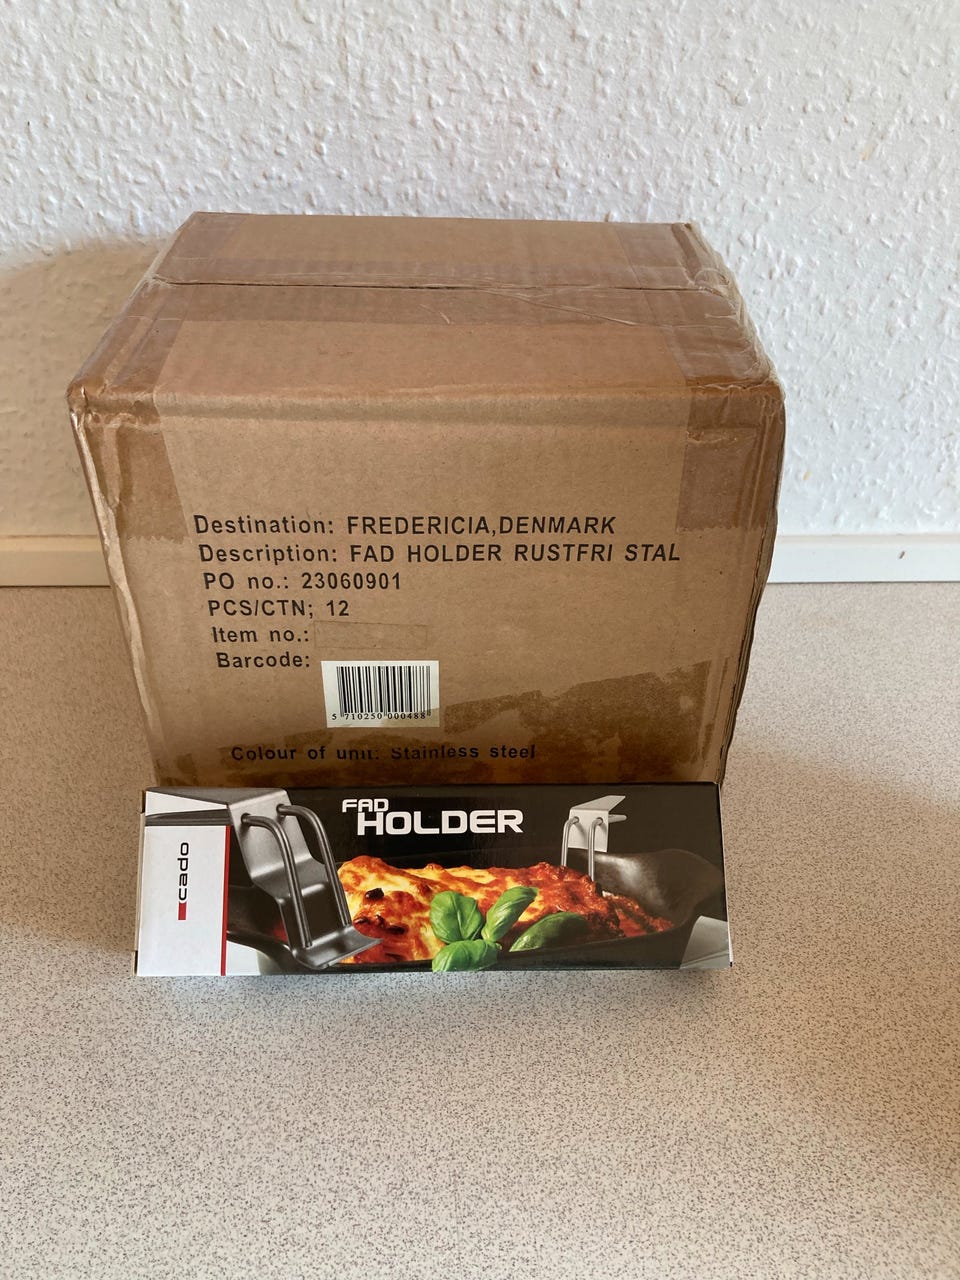 Destination: FREDERICIA,DENMARK
Description: FAD HOLDER RUSTFRI STAL
PO no.: 23060901
PCS/CTN; 12
Item no.:
Barcode:
5 710250 000488
Colour of unit: Stainless steel
FAD
HOLDER
cado